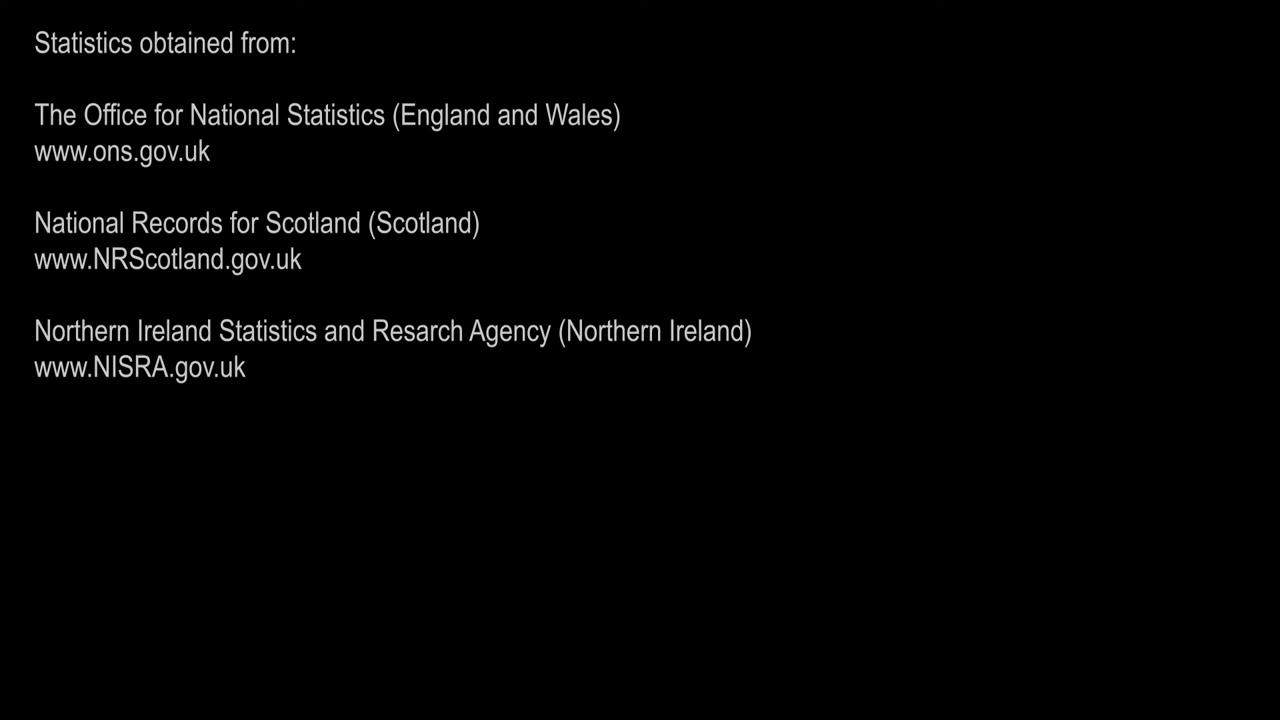 Statistics obtained from:
The Office for National Statistics (England and Wales)
www.ons.gov.uk
National Records for Scotland (Scotland)
www.NRScotland.gov.uk
Northern Ireland Statistics and Resarch Agency (Northern Ireland)
www.NISRA.gov.uk